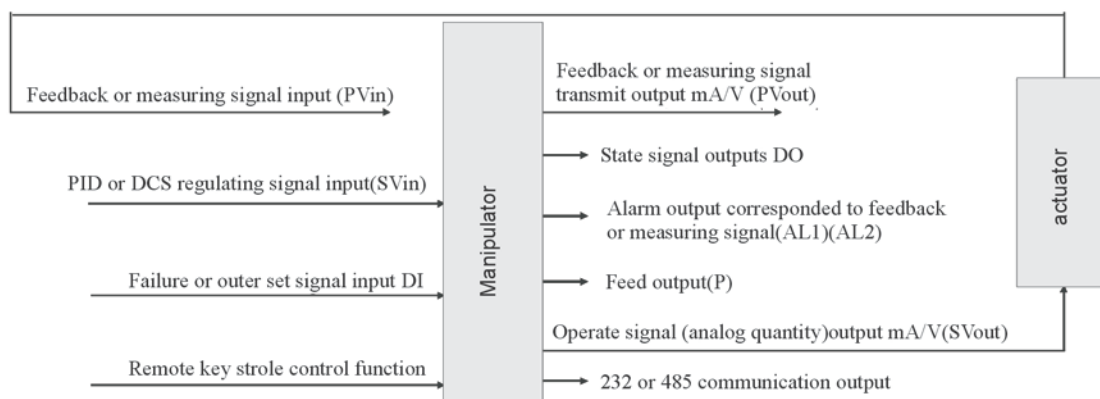 Feedback or measuring signal input (PVin)
PID or DCS regulating signal input(SVin)
Failure or outer set signal input DI
Remote key strole control function
Manipulator
Feedback or measuring signal
transmit output mA/V (PVout)
State signal outputs DO
Alarm output corresponded to feedback
or measuring signal(AL1)(AL2)
Feed output(P)
Operate signal (analog quantity)output mA/V(SVout)
232 or 485 communication output
actuator